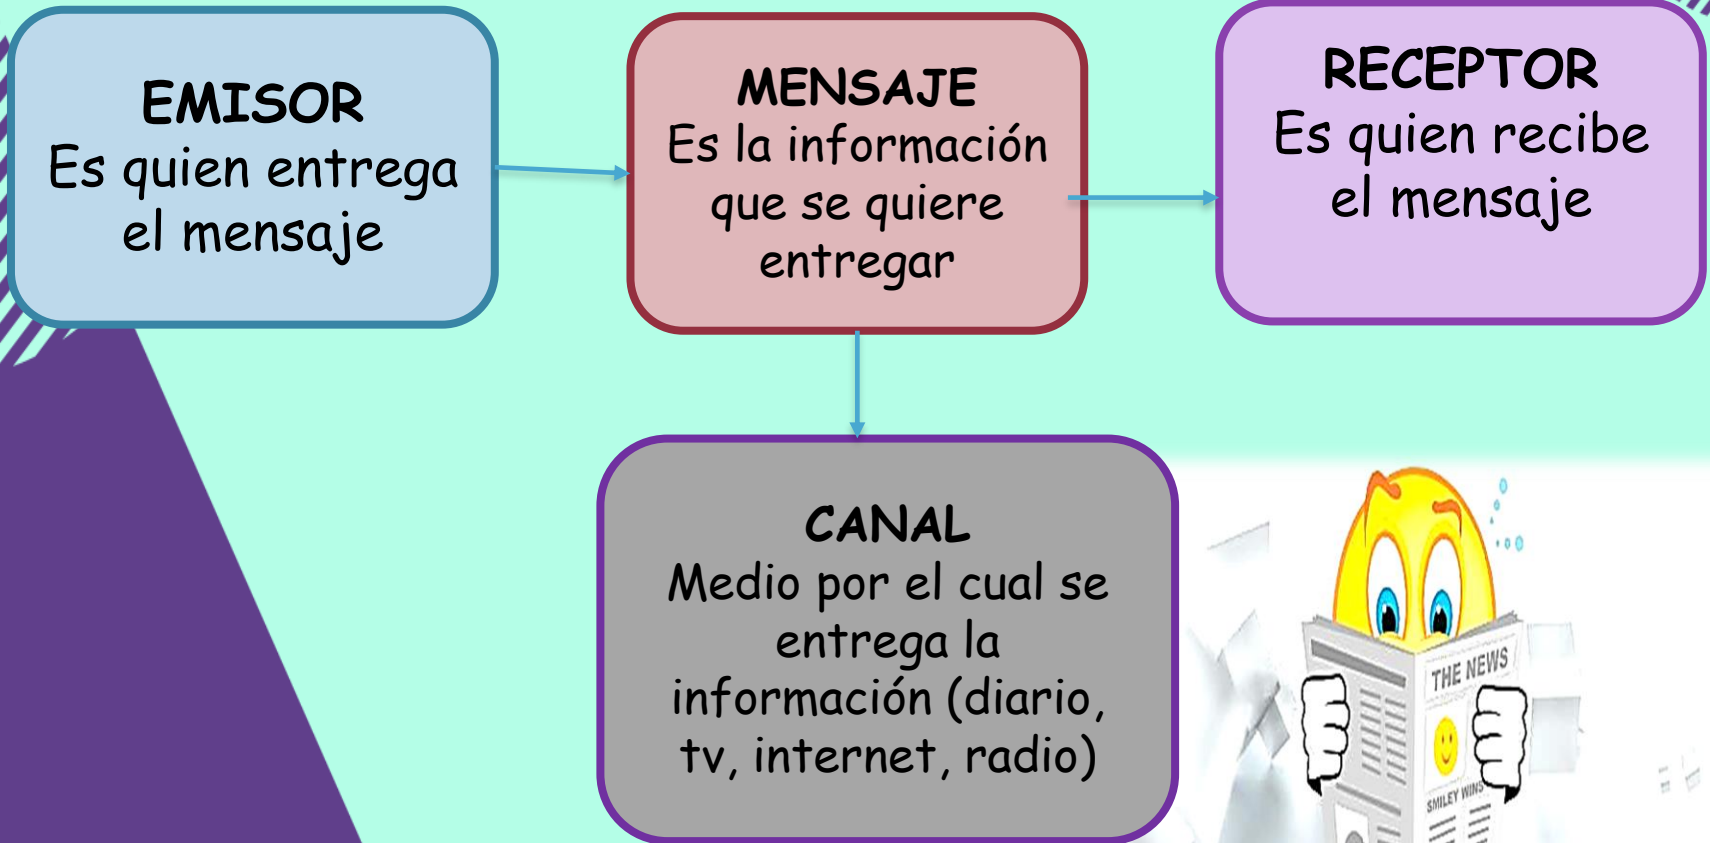 EMISOR
Es quien entrega
el mensaje
MENSAJE
Es la información
que se quiere
entregar
RECEPTOR
Es quien recibe
el mensaje
CANAL
Medio por el cual se
entrega la
información (diario,
tv, internet, radio)
THE NEWS
SMILEY WINS